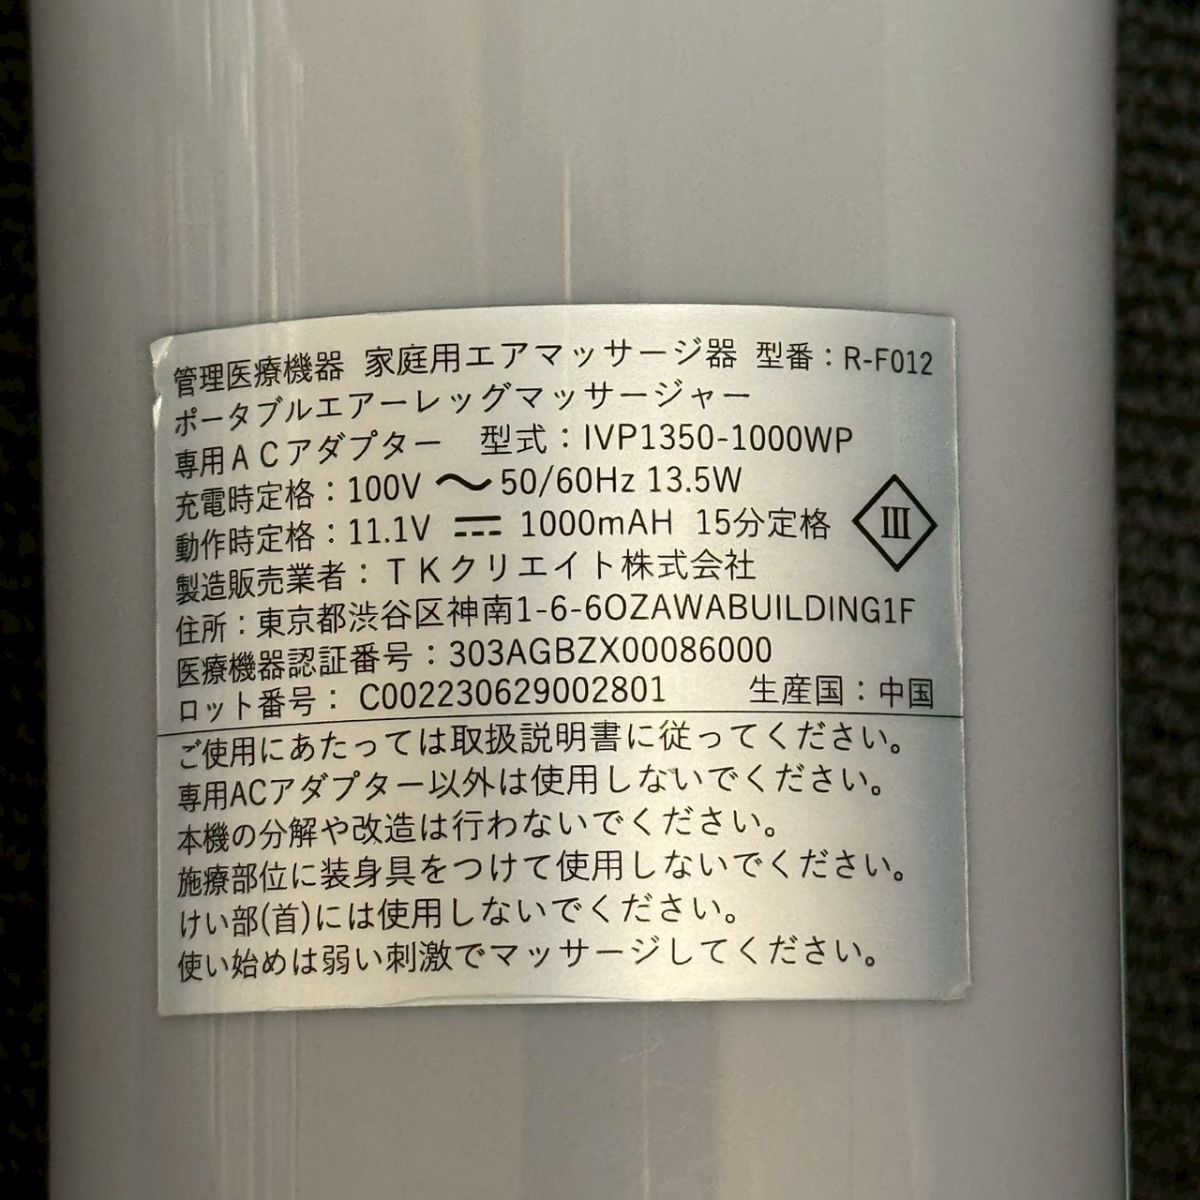 管理医療機器 家庭用エアマッサージ器 型番：R-F012
ポータブルエアーレッグマッサージャー
専用ＡＣアダプター 型式：IVP1350-1000WP
充電時定格：100V 〜50/60Hz 13.5W
動作時定格：11.1V ⎓ 1000mAH 15分定格
III
製造販売業者：ＴＫクリエイト株式会社
住所：東京都渋谷区神南1-6-6OZAWABUILDING1F
医療機器認証番号：303AGBZX00086000
ロット番号：C002230629002801 生産国：中国
ご使用にあたっては取扱説明書に従ってください。
専用ACアダプター以外は使用しないでください。
本機の分解や改造は行わないでください。
施療部位に装身具をつけて使用しないでください。
けい部(首)には使用しないでください。
使い始めは弱い刺激でマッサージしてください。